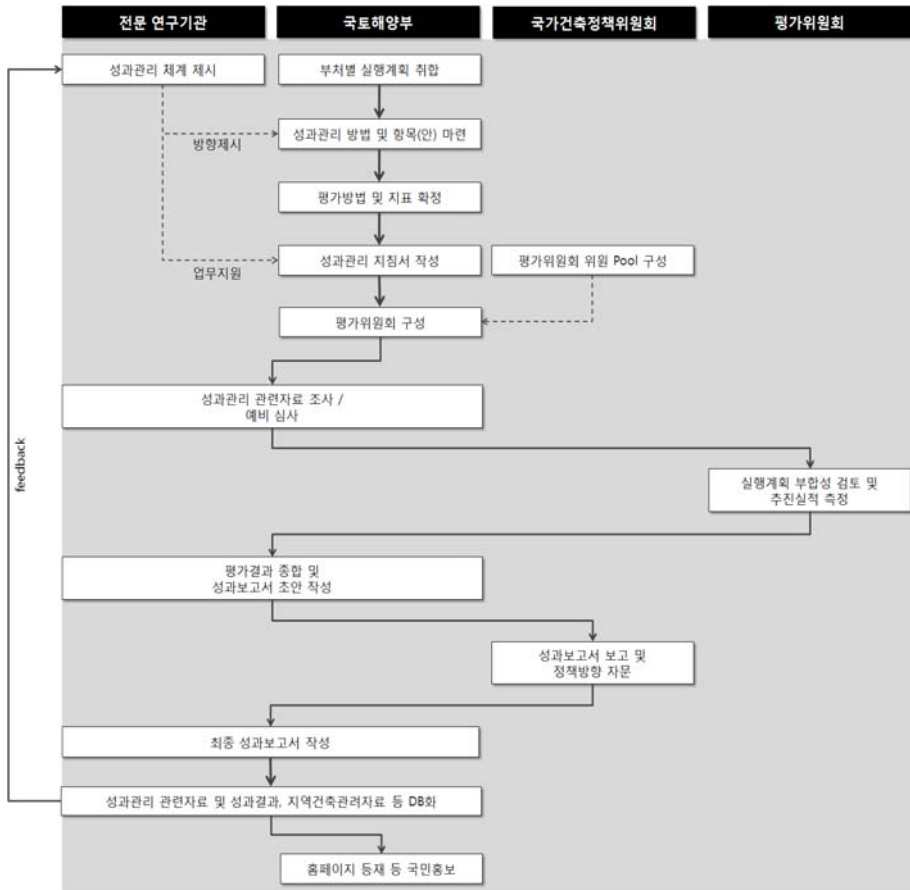 전문 연구기관
국토해양부
국가건축정책위원회
평가위원회
성과관리 체계 제시
부처별 실행계획 취합
방향제시
성과관리 방법 및 항목(안) 마련
평가방법 및 지표 확정
업무지원
성과관리 지침서 작성
평가위원회 위원 Pool 구성
평가위원회 구성
성과관리 관련자료 조사 /
예비 심사
feedback
실행계획 부합성 검토 및
추진실적 측정
평가결과 종합 및
성과보고서 초안 작성
성과보고서 보고 및
정책방향 자문
최종 성과보고서 작성
성과관리 관련자료 및 성과결과, 지역건축관려자료 등 DB화
홈페이지 등재 등 국민홍보